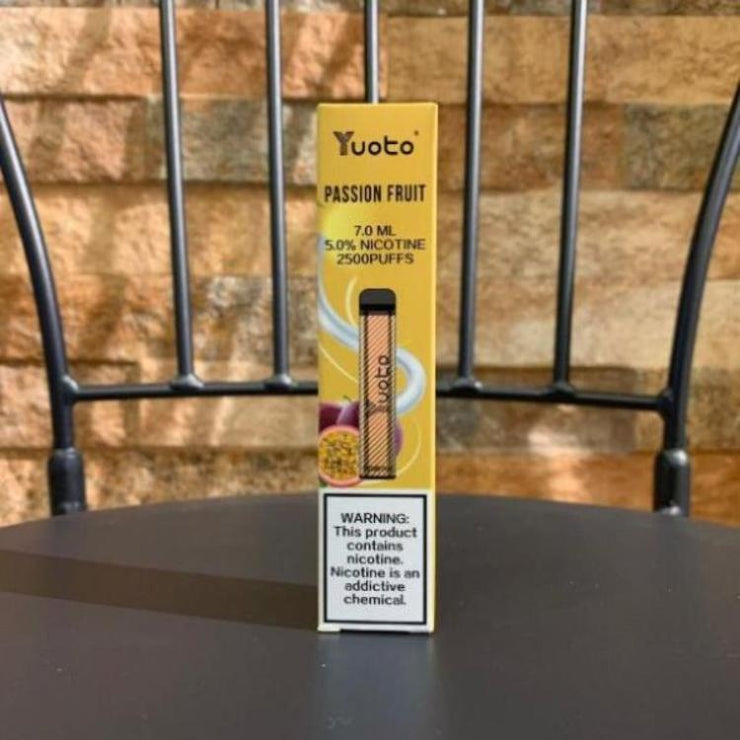 Yuoto
PASSION FRUIT
7.0 ML
5.0% NICOTINE
2500PUFFS
Yuoto
WARNING:
This product
contains
nicotine.
Nicotine is an
addictive
chemical.